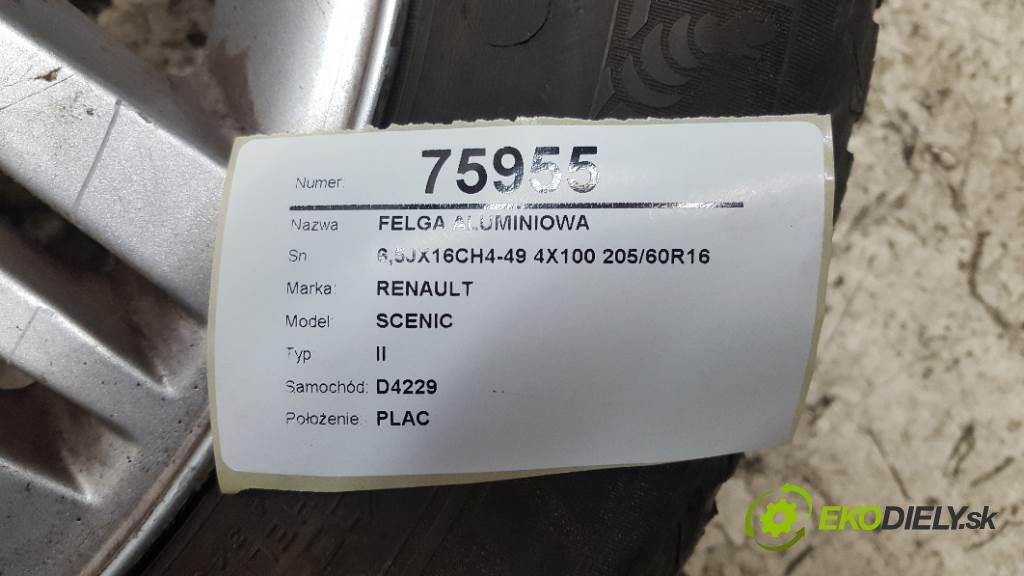 Numer: 75955
Nazwa FELGA ALUMINIOWA
Sn 6,5JX16CH4-49 4X100 205/60R16
Marka: RENAULT
Model: SCENIC
Typ II
Samochód: D4229
Położenie: PLAC
EKODIELY.sk